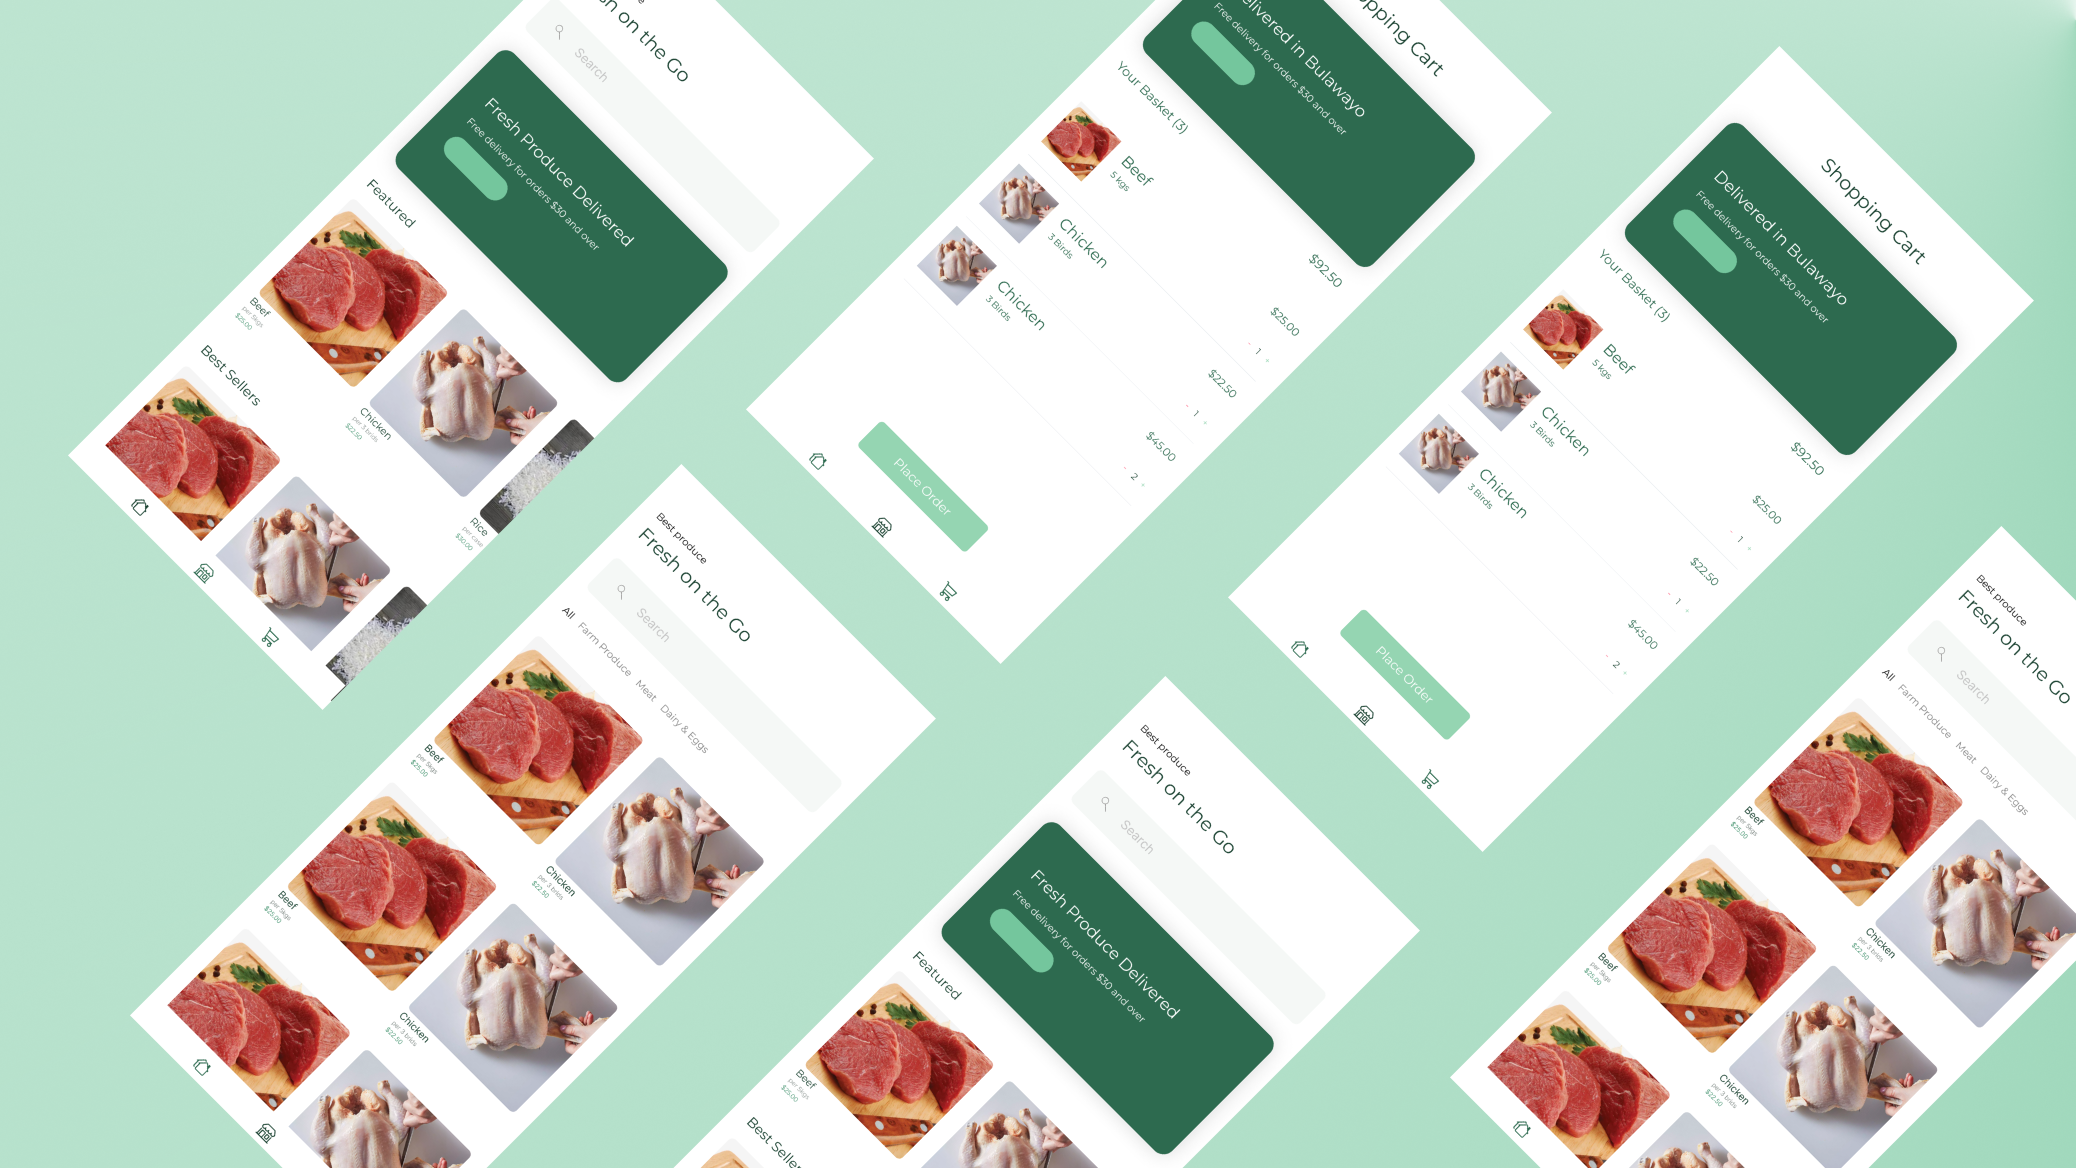 Fresh on the Go
Search
Fresh Produce Delivered
Free delivery for orders $30 and over
Featured
Beef
per 5kgs
$25.00
Chicken
per 3 brids
$22.50
Rice
per case
$30.00
Best Sellers
Shopping Cart
Delivered in Bulawayo
Free delivery for orders $30 and over
Your Basket (3)
$92.50
Beef
5 kgs
$25.00
- 1 +
Chicken
3 Birds
$22.50
- 1 +
Chicken
3 Birds
$45.00
- 2 +
Place Order
Shopping Cart
Delivered in Bulawayo
Free delivery for orders $30 and over
Your Basket (3)
$92.50
Beef
5 kgs
$25.00
- 1 +
Chicken
3 Birds
$22.50
- 1 +
Chicken
3 Birds
$45.00
- 2 +
Place Order
Best produce
Fresh on the Go
Search
All Farm Produce Meat Dairy & Eggs
Beef
per 5kgs
$25.00
Chicken
per 3 brids
$22.50
Beef
per 5kgs
$25.00
Chicken
per 3 brids
$22.50
Best produce
Fresh on the Go
Search
Fresh Produce Delivered
Free delivery for orders $30 and over
Featured
Beef
per 5kgs
$25.00
Best Sellers
Best produce
Fresh on the Go
Search
All Farm Produce Meat Dairy & Eggs
Beef
per 5kgs
$25.00
Chicken
per 3 brids
$22.50
Beef
per 5kgs
$25.00
Chicken
per 3 brids
$22.50